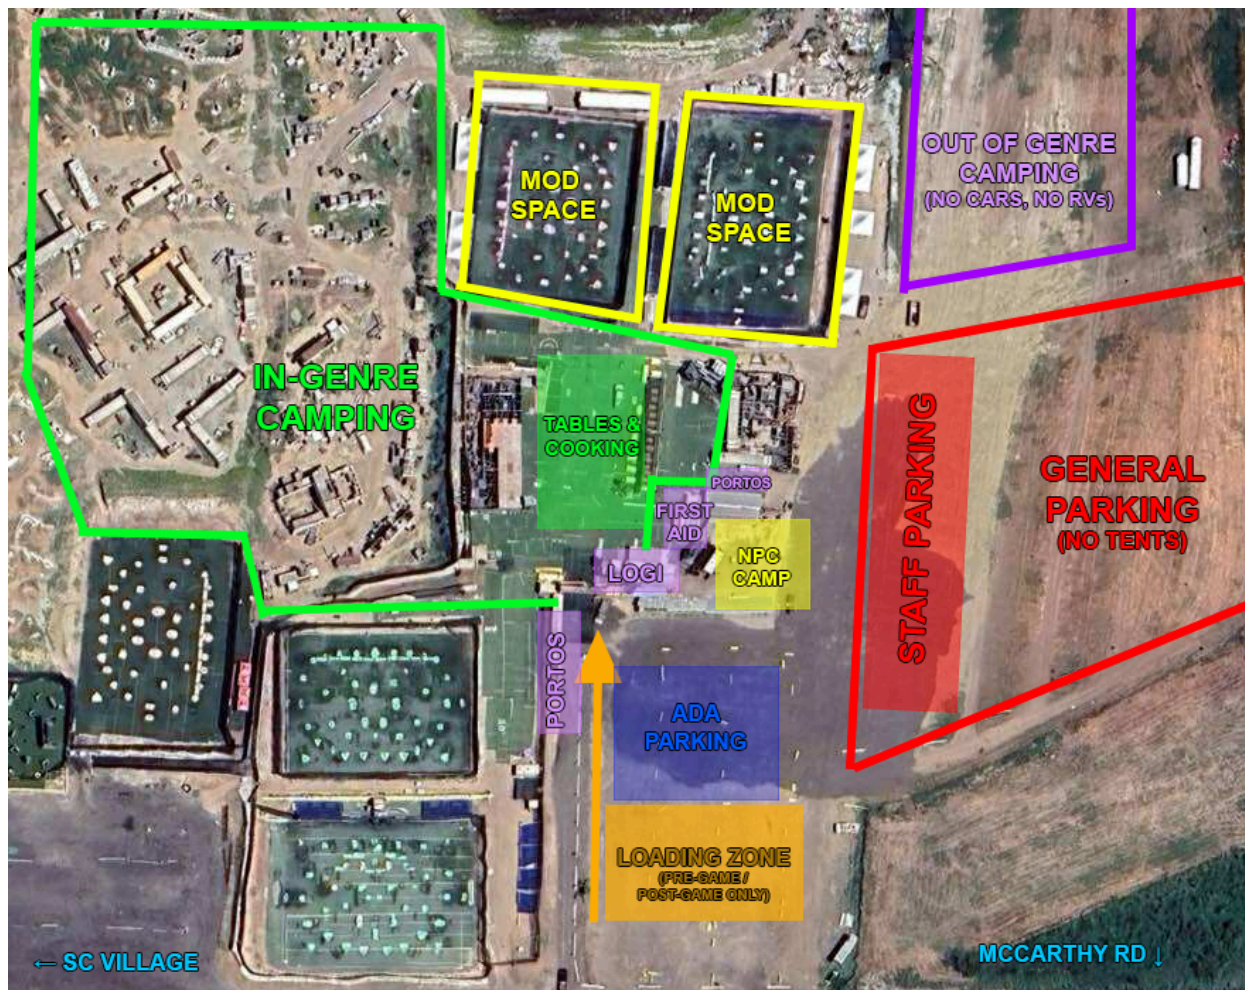 OUT OF GENRE
CAMPING
(NO CARS, NO RVs)
MOD
SPACE
MOD
SPACE
IN-GENRE
CAMPING
TABLES &
COOKING
PORTOS
FIRST
AID
LOGI
NPC
CAMP
STAFF PARKING
GENERAL
PARKING
(NO TENTS)
PORTOS
ADA
PARKING
LOADING ZONE
(PRE-GAME /
POST-GAME ONLY)
← SC VILLAGE
MCCARTHY RD ↓